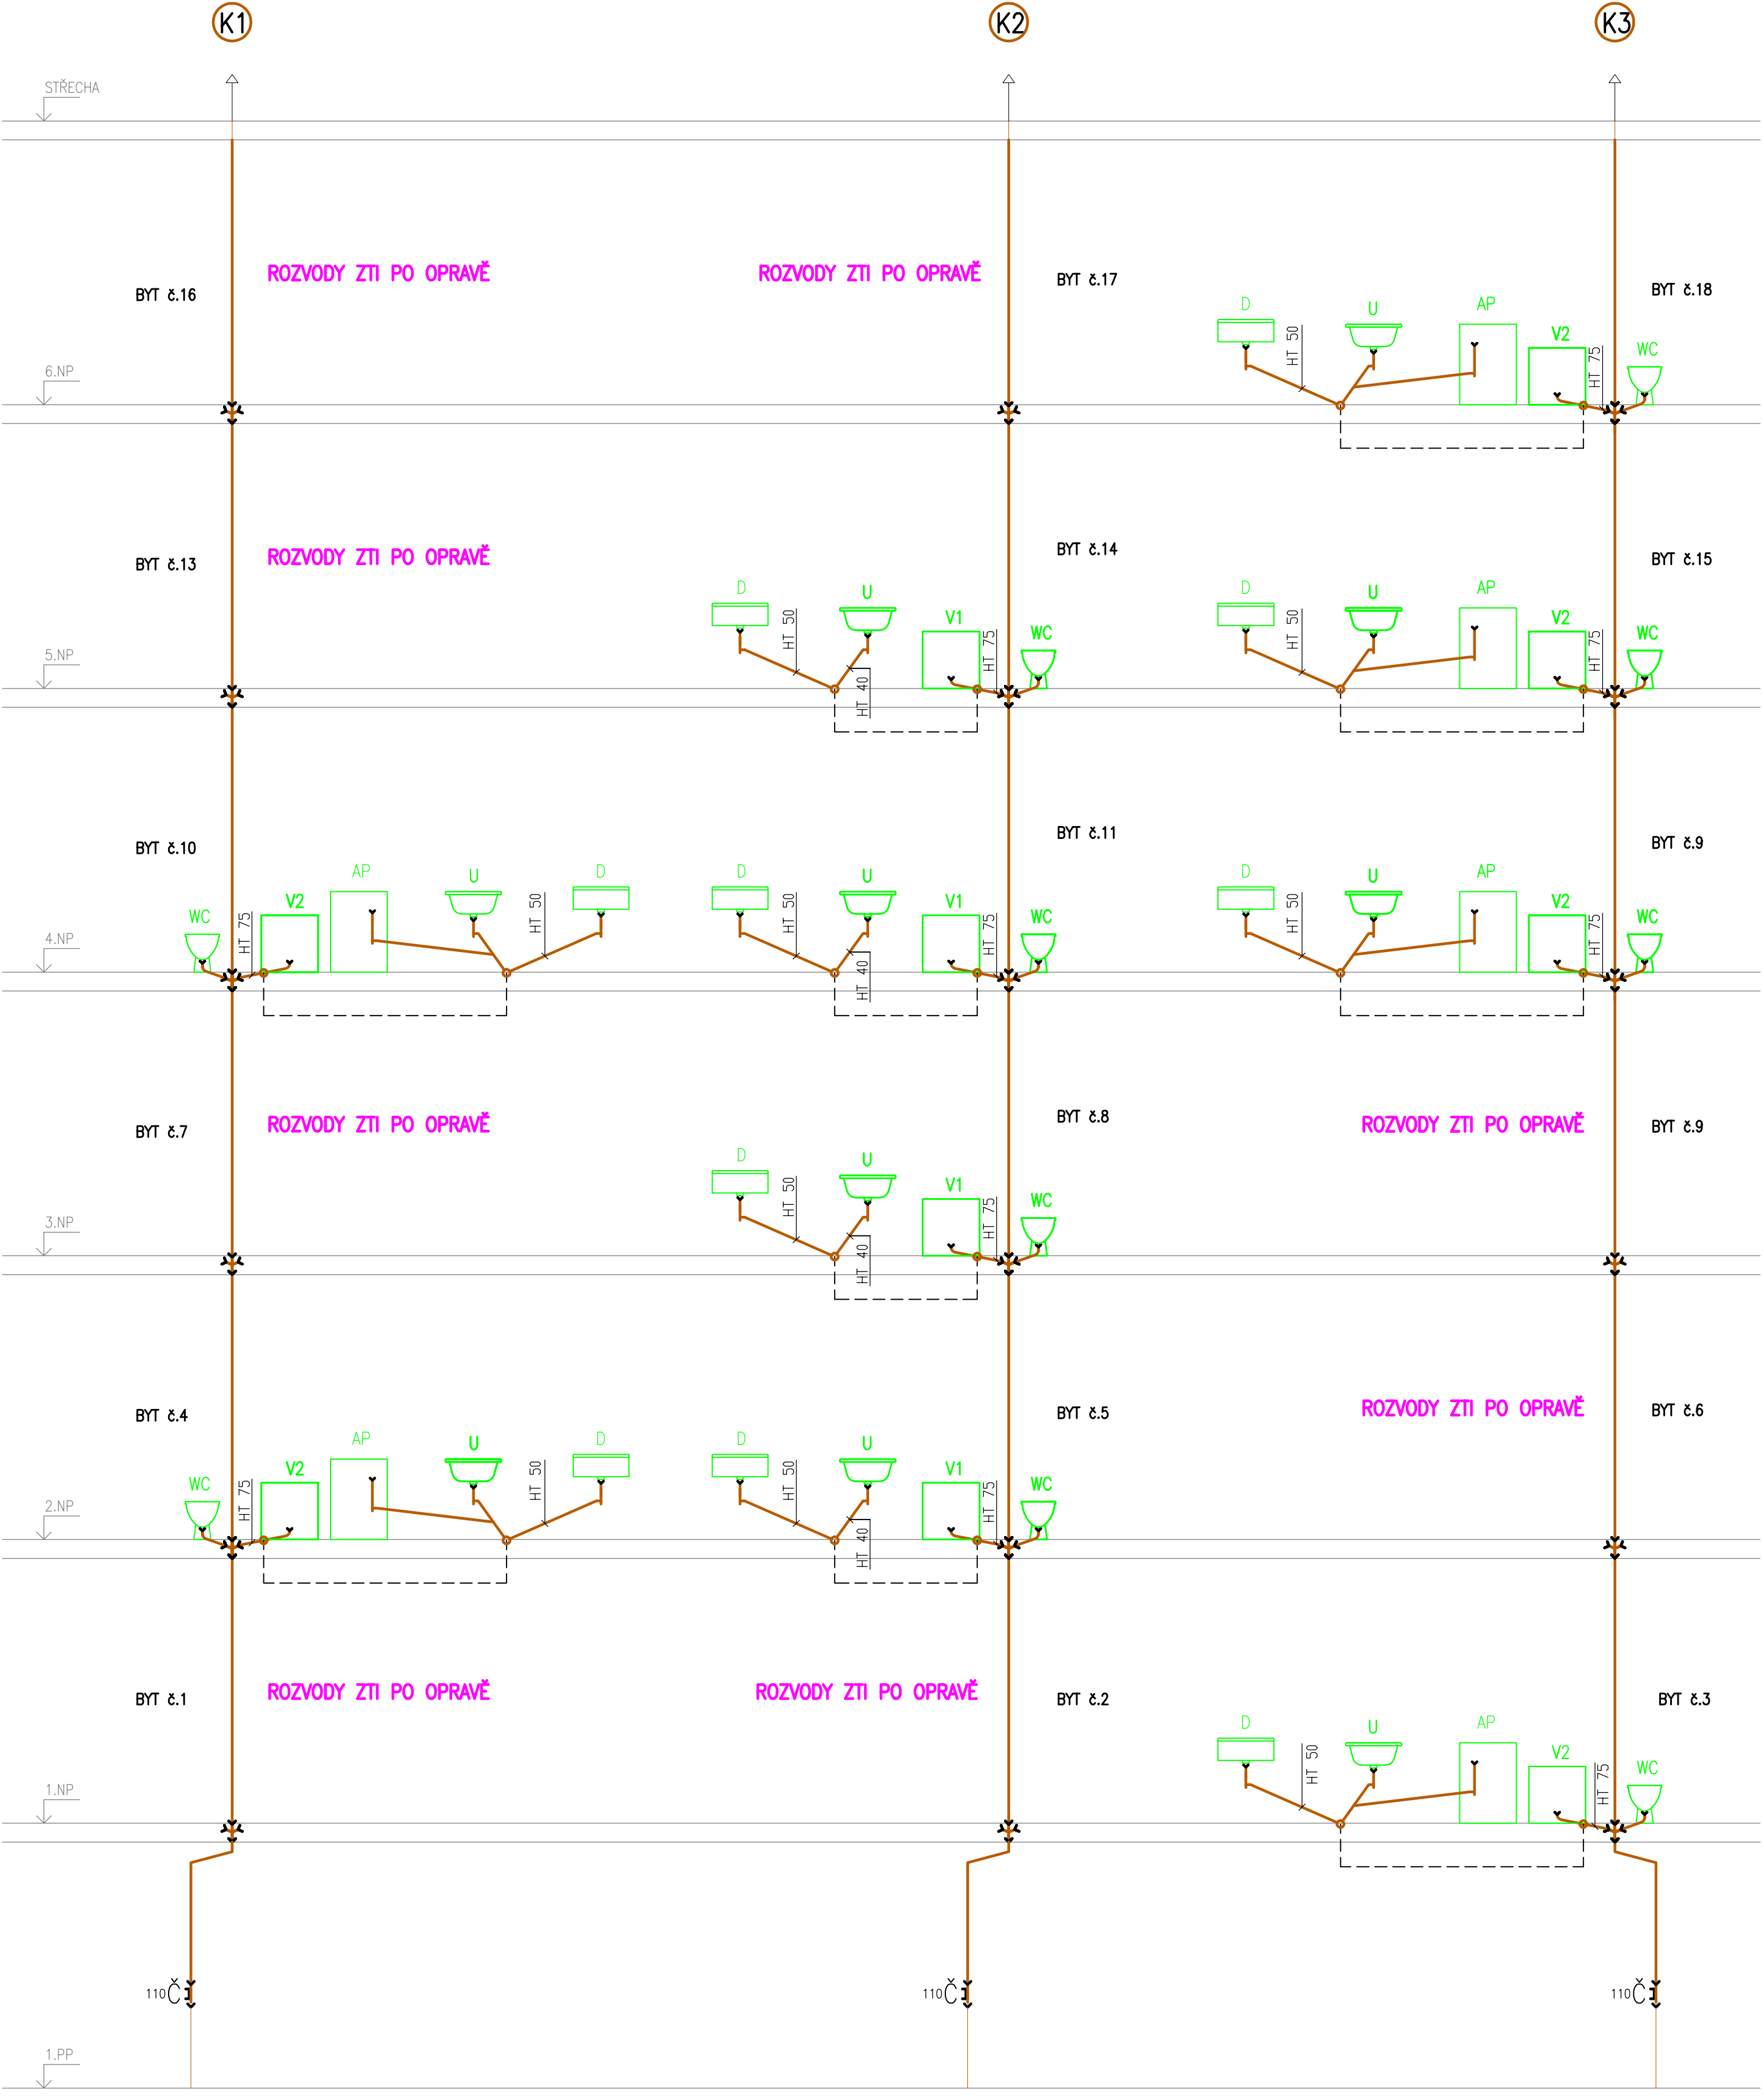 K1
K2
K3
STŘECHA
ROZVODY ZTI PO OPRAVĚ
ROZVODY ZTI PO OPRAVĚ
BYT č.16
BYT č.17
BYT č.18
D
U
AP
V2
WC
HT 50
HT 75
6.NP
ROZVODY ZTI PO OPRAVĚ
BYT č.13
BYT č.14
BYT č.15
D
U
V1
WC
HT 50
HT 40
HT 75
D
U
AP
V2
WC
HT 50
HT 75
5.NP
BYT č.10
BYT č.11
BYT č.9
WC
HT 75
V2
AP
U
HT 50
D
D
U
V1
WC
HT 50
HT 40
HT 75
D
U
AP
V2
WC
HT 50
HT 75
4.NP
BYT č.7
ROZVODY ZTI PO OPRAVĚ
BYT č.8
ROZVODY ZTI PO OPRAVĚ
BYT č.9
D
U
V1
WC
HT 50
HT 40
HT 75
3.NP
BYT č.4
BYT č.5
ROZVODY ZTI PO OPRAVĚ
BYT č.6
WC
HT 75
V2
AP
U
HT 50
D
D
U
V1
WC
HT 50
HT 40
HT 75
2.NP
BYT č.1
ROZVODY ZTI PO OPRAVĚ
ROZVODY ZTI PO OPRAVĚ
BYT č.2
BYT č.3
D
U
AP
V2
WC
HT 50
HT 75
1.NP
110Č
110Č
110Č
1.PP